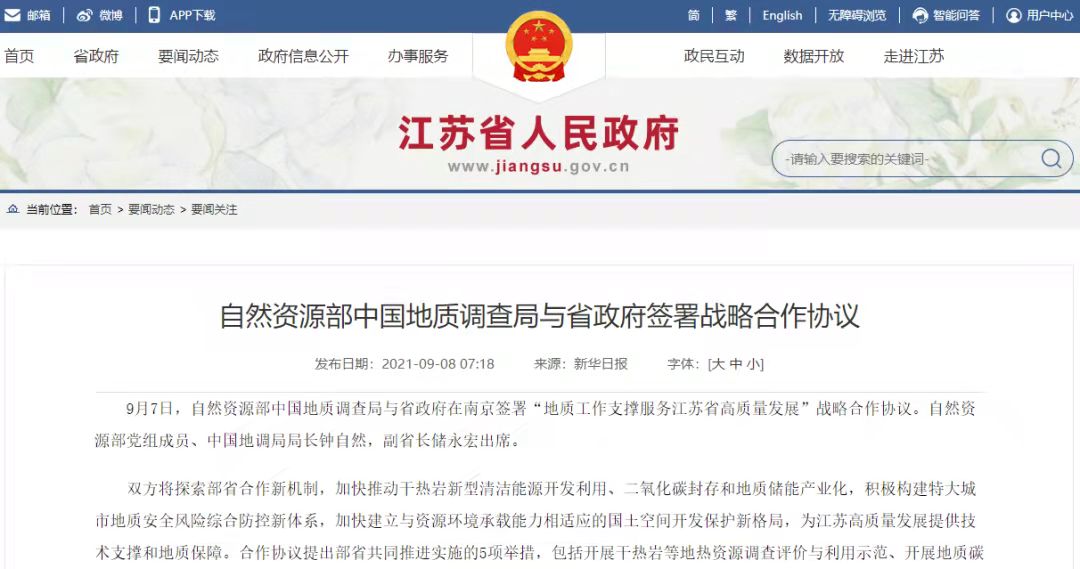 邮箱 微博 APP下载 简 繁 English 无障碍浏览 智能问答 用户中心
首页 省政府 要闻动态 政府信息公开 办事服务 政民互动 数据开放 走进江苏
江苏省人民政府
www.jiangsu.gov.cn
-请输入要搜索的关键词-
当前位置： 首页 > 要闻动态 > 要闻关注
自然资源部中国地质调查局与省政府签署战略合作协议
发布日期：2021-09-08 07:18 来源：新华日报 字体：[大 中 小]
9月7日，自然资源部中国地质调查局与省政府在南京签署“地质工作支撑服务江苏省高质量发展”战略合作协议。自然资
源部党组成员、中国地调局局长钟自然，副省长储永宏出席。
双方将探索部省合作新机制，加快推动干热岩新型清洁能源开发利用、二氧化碳封存和地质储能产业化，积极构建特大城
市地质安全风险综合防控新体系，加快建立与资源环境承载能力相适应的国土空间开发保护新格局，为江苏高质量发展提供技
术支撑和地质保障。合作协议提出部省共同推进实施的5项举措，包括开展干热岩等地热资源调查评价与利用示范、开展地质碳